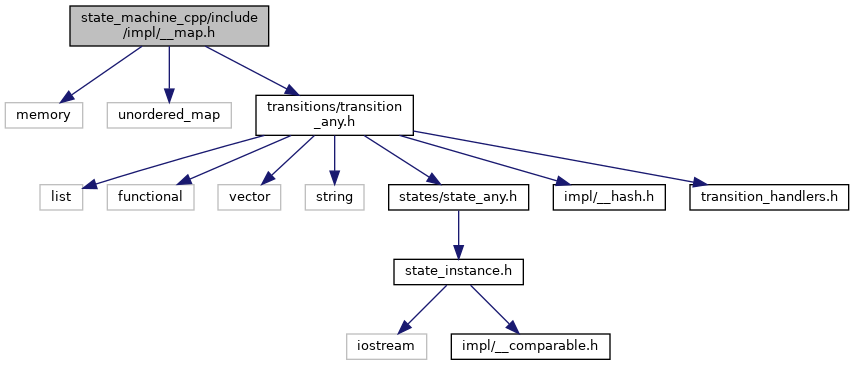 state_machine_cpp/include
/impl/__map.h
memory
unordered_map
transitions/transition
_any.h
list
functional
vector
string
states/state_any.h
impl/__hash.h
transition_handlers.h
state_instance.h
iostream
impl/__comparable.h